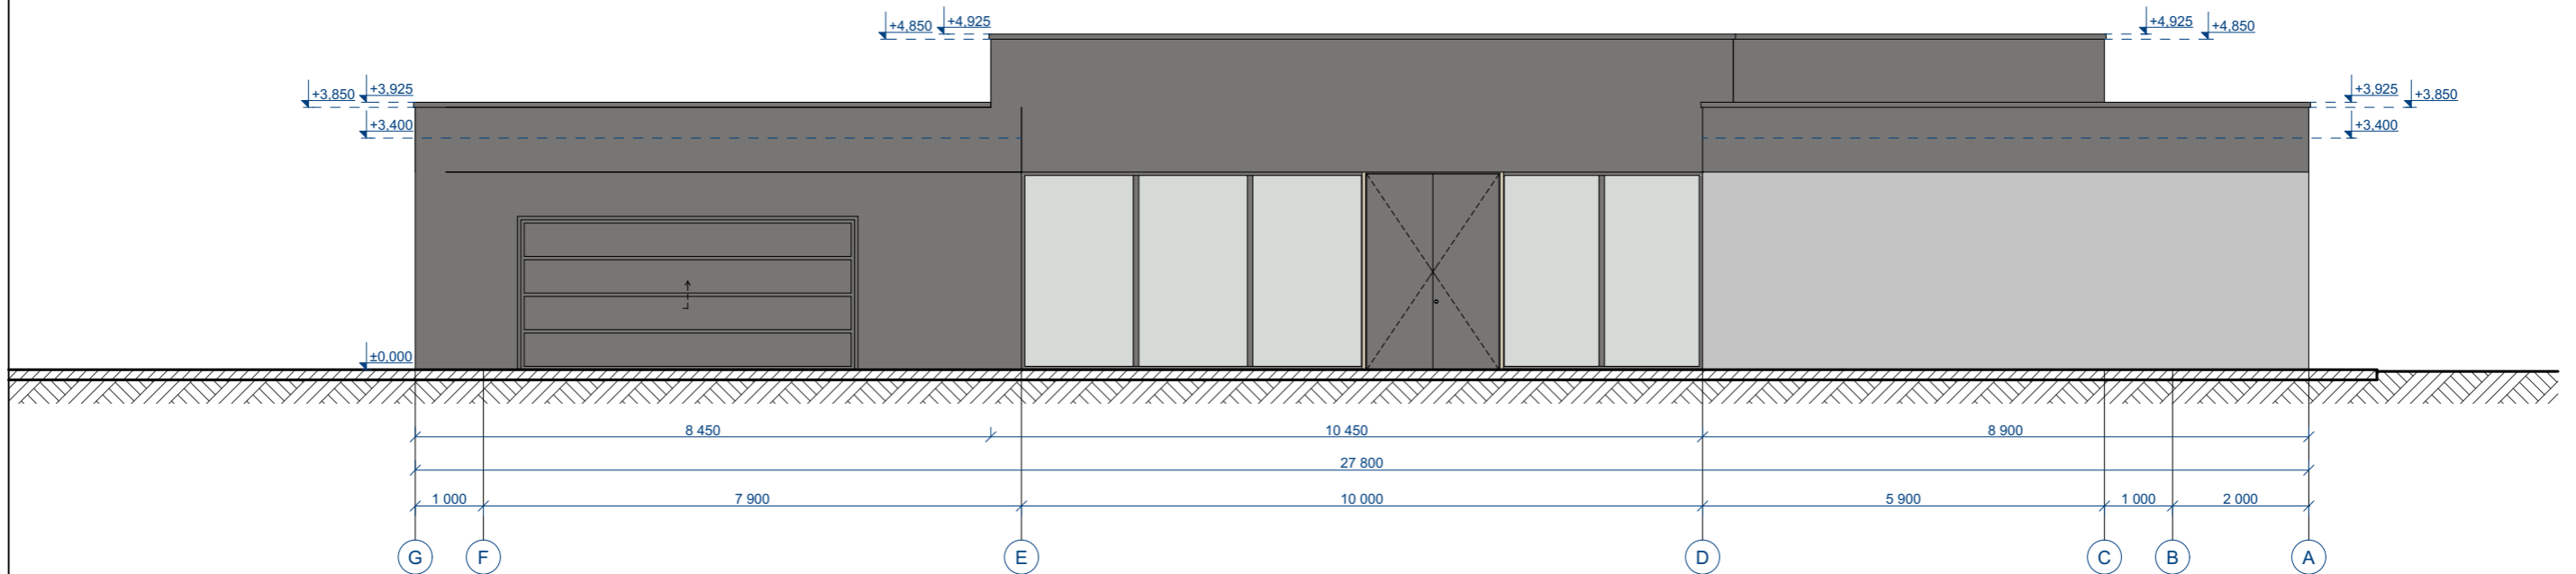 +4,850 +4,925 +4,925 +4,850
+3,850 +3,925 +3,925 +3,850
+3,400 +3,400
±0,000
8 450 10 450 8 900
27 800
1 000 7 900 10 000 5 900 1 000 2 000
G F E D C B A